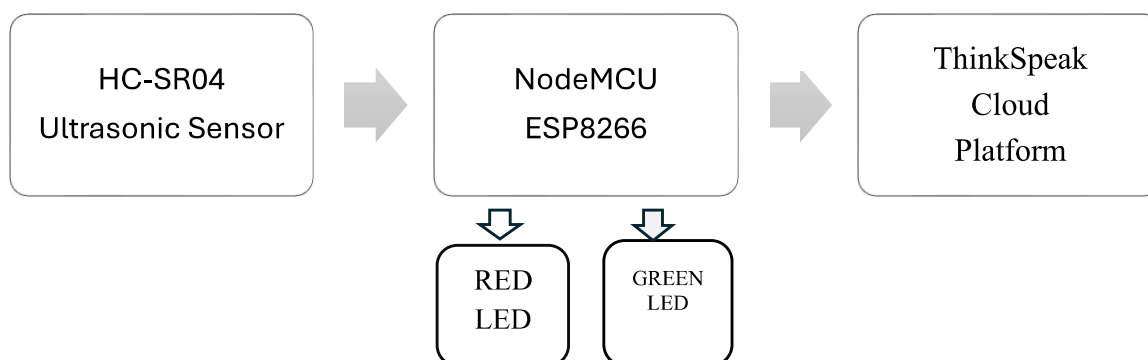 HC-SR04
Ultrasonic Sensor
NodeMCU
ESP8266
ThinkSpeak
Cloud
Platform
RED
LED
GREEN
LED